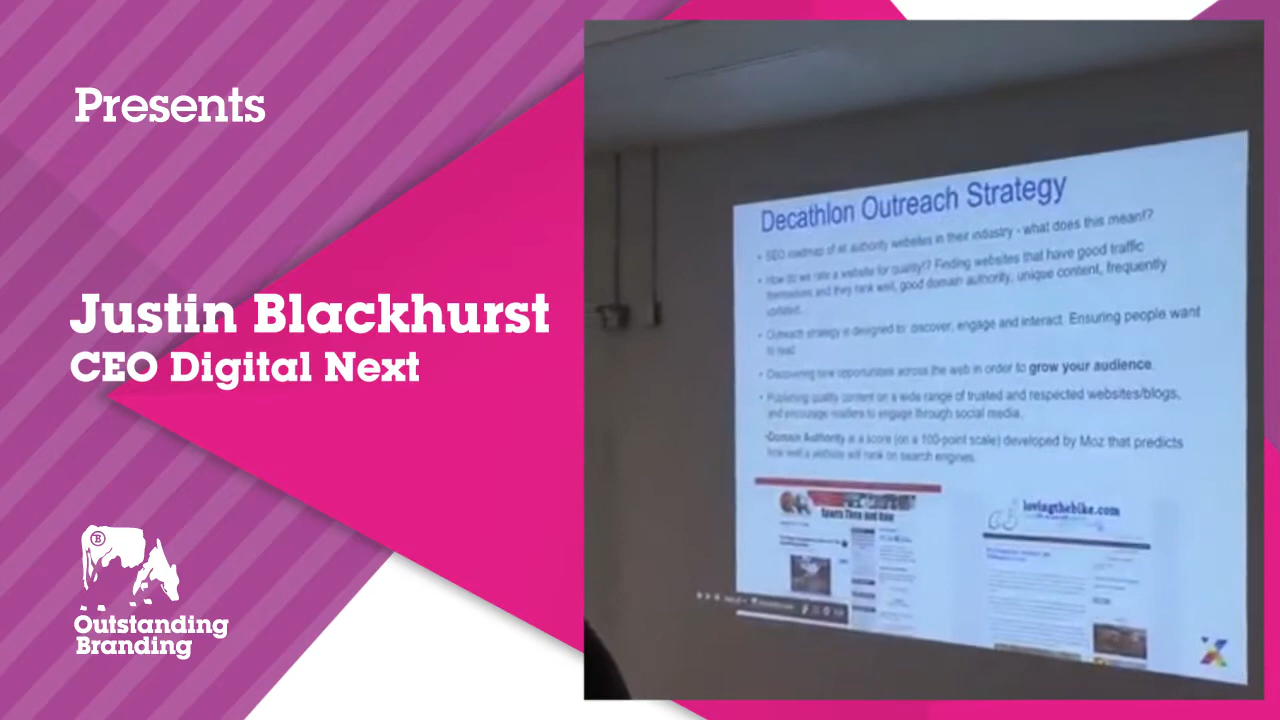 Presents
Justin Blackhurst
CEO Digital Next
Outstanding
Branding
Decathlon Outreach Strategy
• SEO roadmap of all authority websites in their industry - what does this mean!?
• How do we rate a website for quality!? Finding websites that have good traffic
themselves and they rank well, good domain authority, unique content, frequently
updated.
• Outreach strategy is designed to: discover, engage and interact. Ensuring people want
to read
• Discovering new opportunities across the web in order to grow your audience.
• Publishing quality content on a wide range of trusted and respected websites/blogs,
and encourage readers to engage through social media.
•Domain Authority is a score (on a 100-point scale) developed by Moz that predicts
how well a website will rank on search engines.
Sports Then and Now
lovingthebike.com